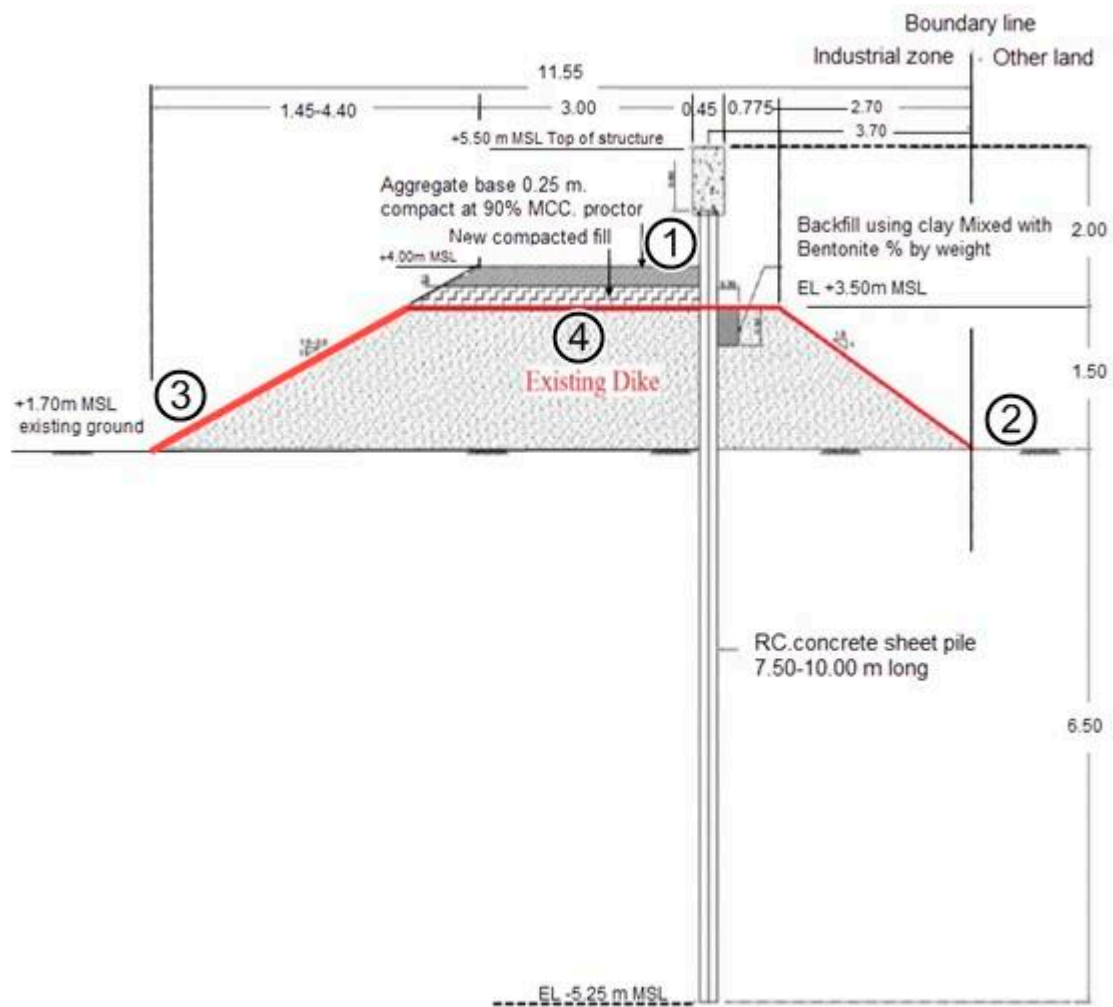 Boundary line
Industrial zone
Other land
11.55
1.45-4.40
3.00
0.45
0.775
2.70
3.70
+5.50 m MSL Top of structure
Aggregate base 0.25 m.
compact at 90% MCC. proctor
New compacted fill
+4.00m MSL
①
Backfill using clay Mixed with
Bentonite % by weight
2.00
EL +3.50m MSL
④
Existing Dike
1.50
③
+1.70m MSL
existing ground
②
RC.concrete sheet pile
7.50-10.00 m long
6.50
EL -5.25 m MSL